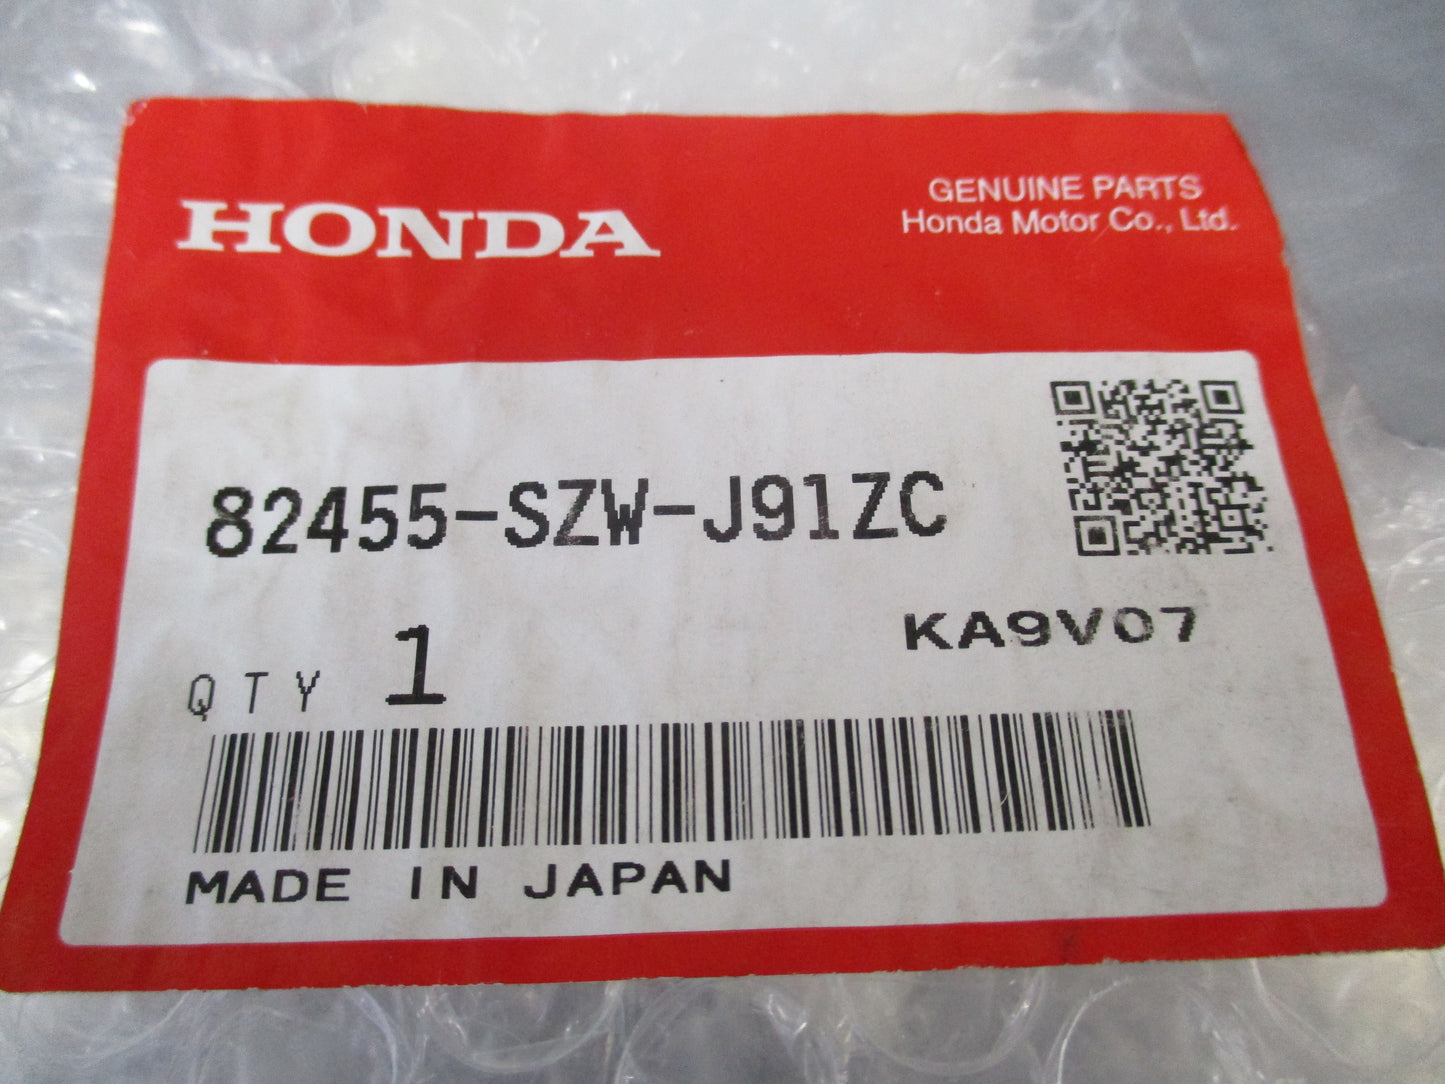 HONDA
GENUINE PARTS
Honda Motor Co., Ltd.
82455-SZW-J91ZC
KA9V07
QTY 1
MADE IN JAPAN